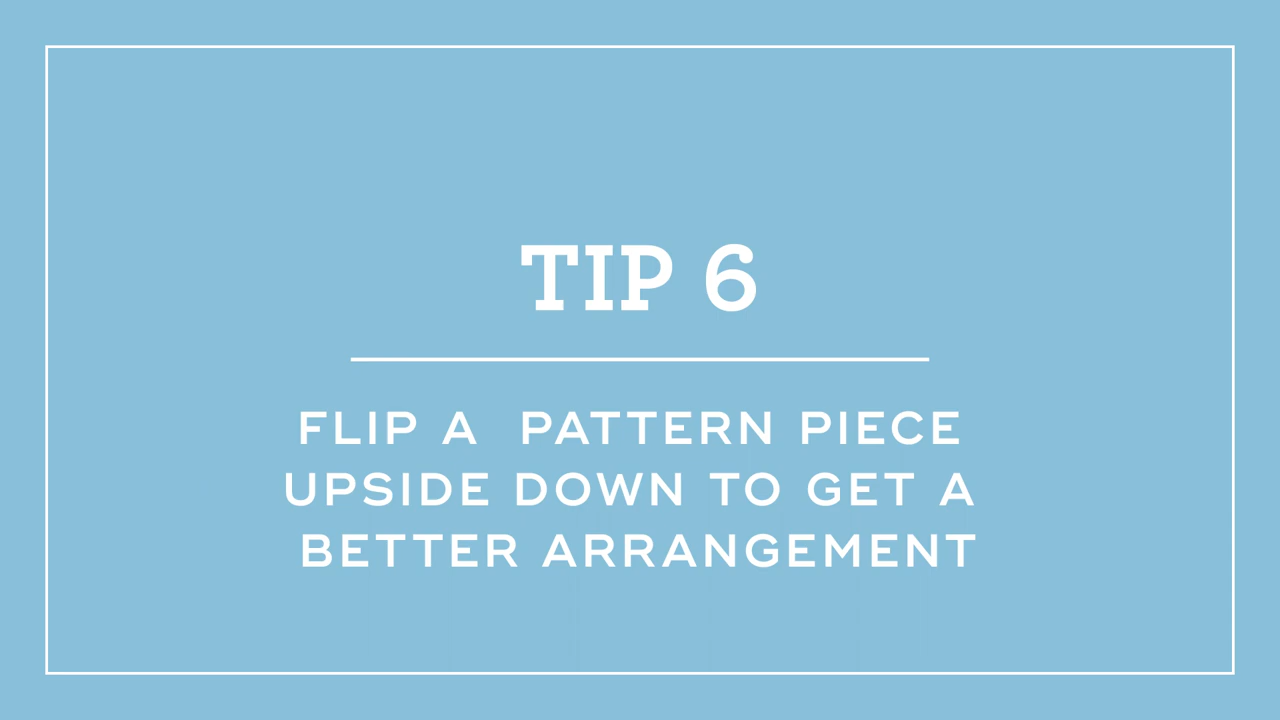 TIP 6
FLIP A PATTERN PIECE
UPSIDE DOWN TO GET A
BETTER ARRANGEMENT